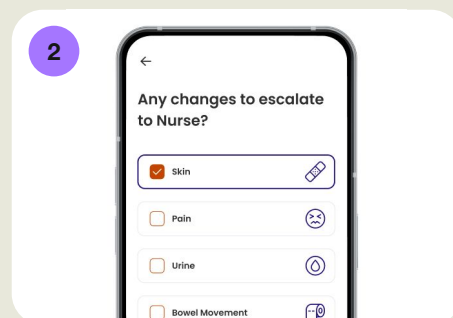 2
Any changes to escalate
to Nurse?
Skin
Pain
Urine
Bowel Movement